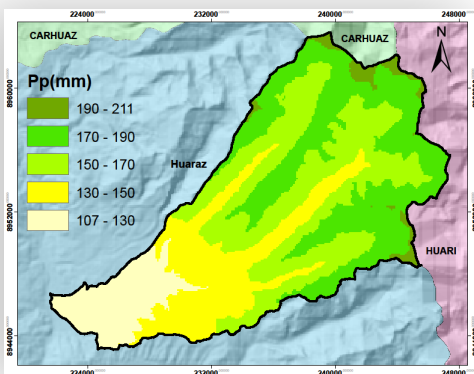 224000 232000 240000 248000
N
CARHUAZ
CARHUAZ
8960000
Pp(mm)
190 - 211
170 - 190
150 - 170
130 - 150
107 - 130
Huaraz
8952000
HUARI
8944000
224000 232000 240000 248000